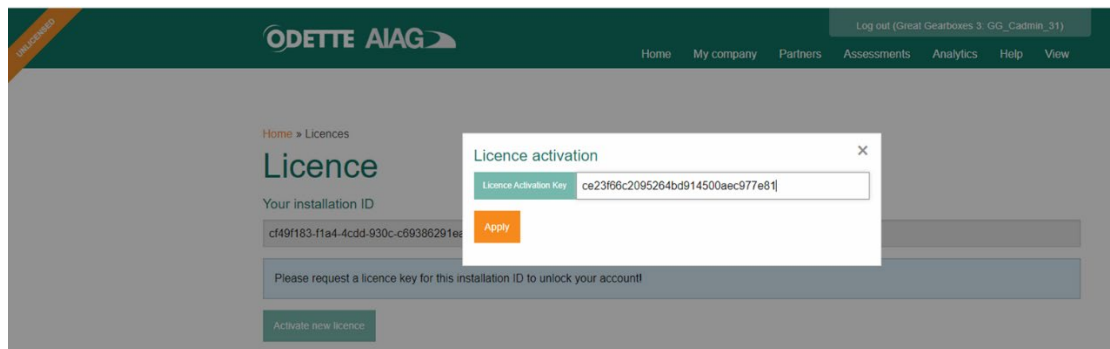 UNLICENSED
ODETTE AIAG
Log out (Great Gearboxes 3: GG_Cadmin_31)
Home My company Partners Assessments Analytics Help View
Home » Licences
Licence
Your installation ID
cf49f183-f1a4-4cdd-930c-c69386291ea
Please request a licence key for this installation ID to unlock your account!
Activate new licence
Licence activation ×
Licence Activation Key ce23f66c2095264bd914500aec977e81
Apply